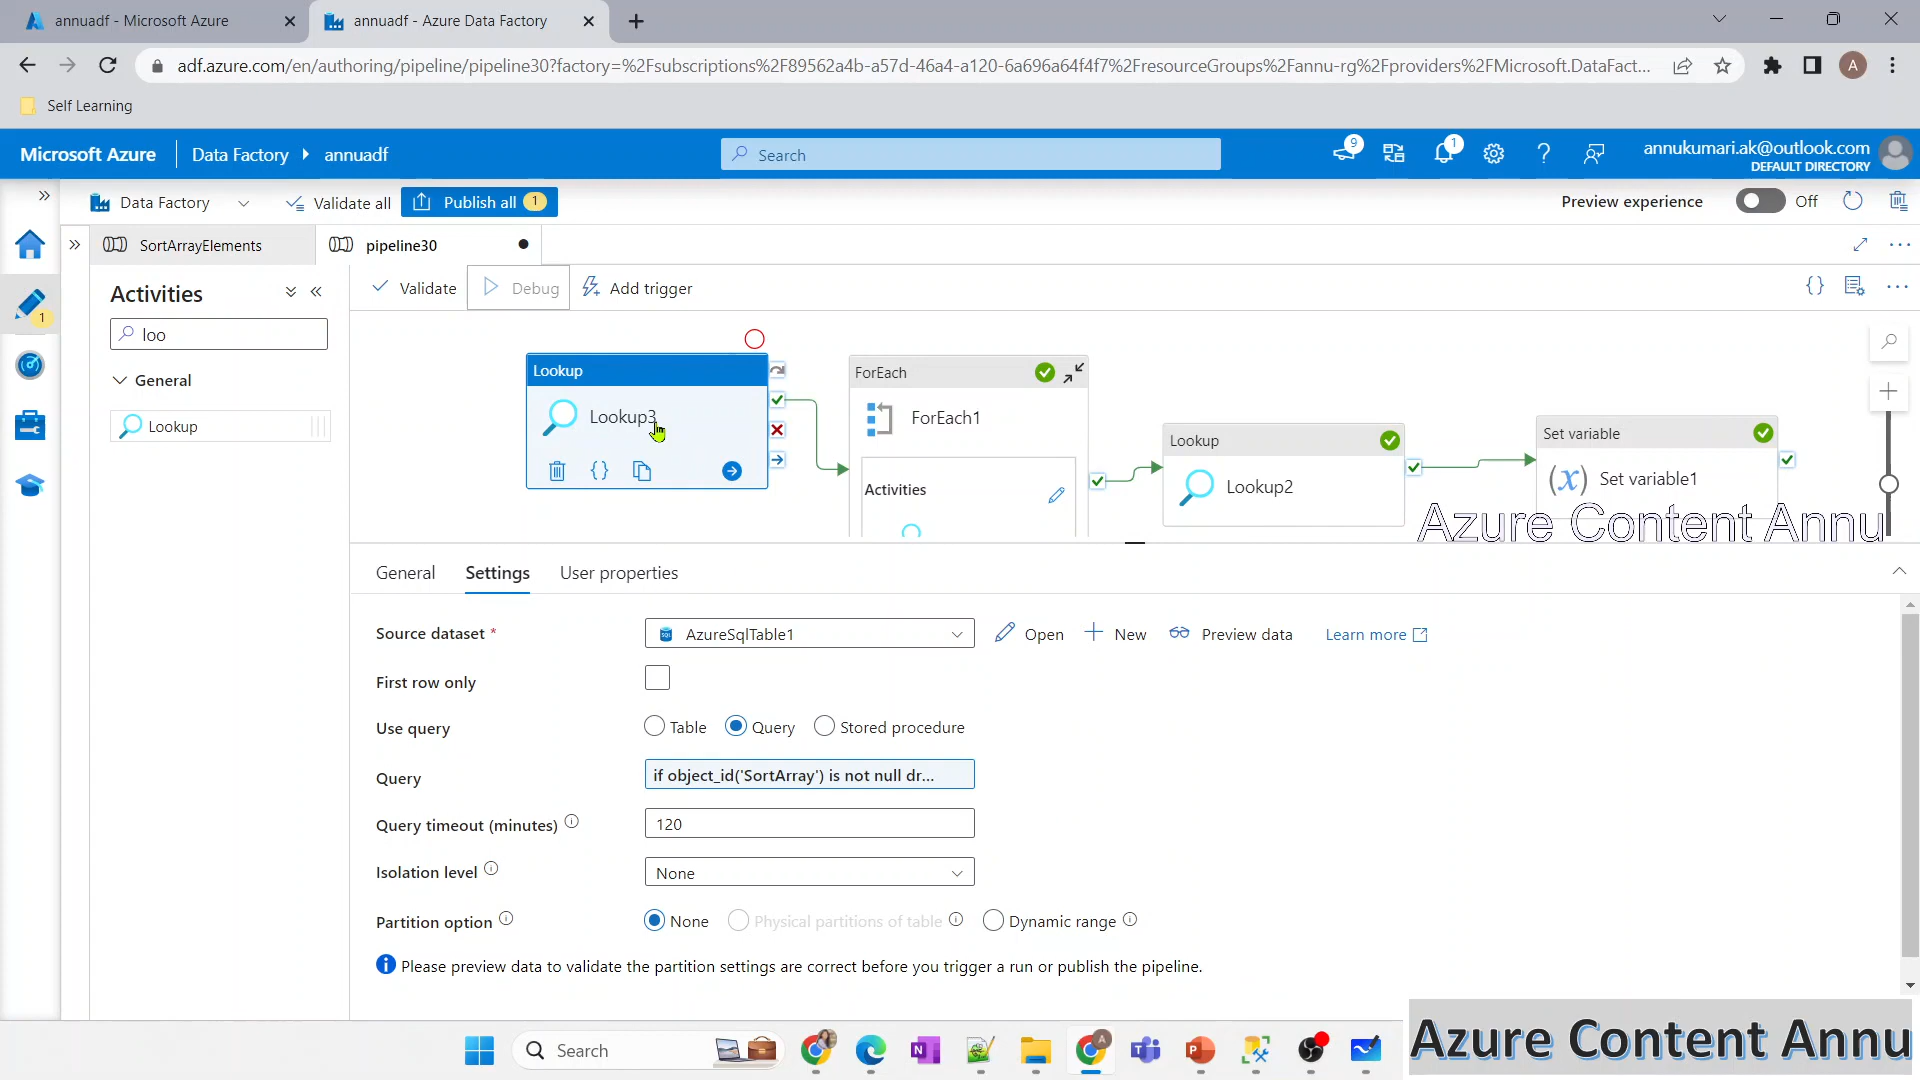 annuadf - Microsoft Azure
annuadf - Azure Data Factory
adf.azure.com/en/authoring/pipeline/pipeline30?factory=%2Fsubscriptions%2F89562a4b-a57d-46a4-a120-6a696a64f4f7%2FresourceGroups%2Fannu-rg%2Fproviders%2FMicrosoft.DataFact...
A
Self Learning
Microsoft Azure
Data Factory
annuadf
Search
9
1
annukumari.ak@outlook.com
DEFAULT DIRECTORY
Data Factory
Validate all
Publish all
1
Preview experience
Off
SortArrayElements
pipeline30
Activities
Validate
Debug
Add trigger
1
loo
General
Lookup
Lookup
Lookup3
ForEach
ForEach1
Activities
Lookup
Lookup2
Set variable
(x)
Set variable1
Azure Content Annu
General
Settings
User properties
Source dataset *
SQL
AzureSqlTable1
Open
New
Preview data
Learn more
First row only
Use query
Table
Query
Stored procedure
Query
if object_id('SortArray') is not null dr...
Query timeout (minutes)
120
Isolation level
None
Partition option
None
Physical partitions of table
Dynamic range
Please preview data to validate the partition settings are correct before you trigger a run or publish the pipeline.
Search
Azure Content Annu